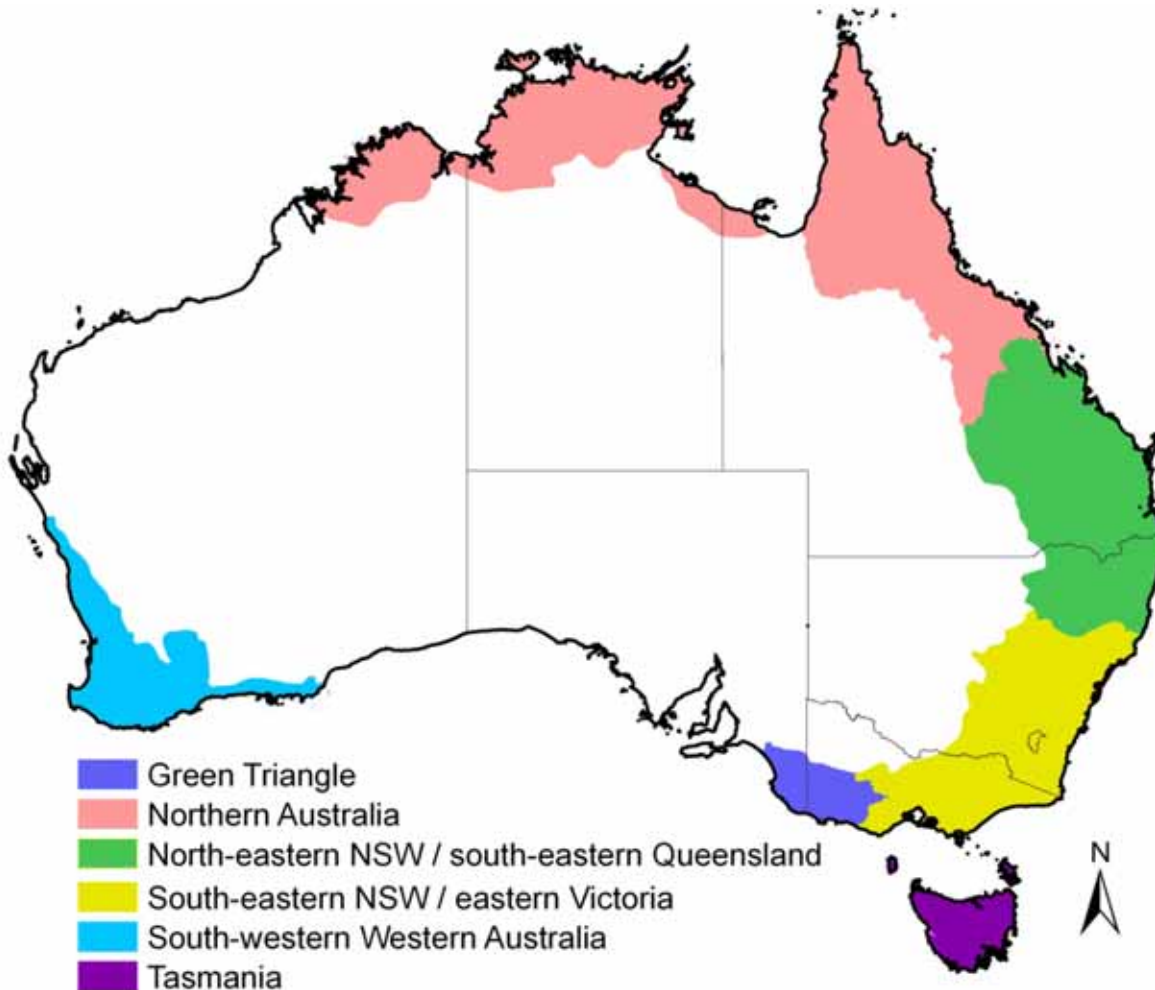 Green Triangle
Northern Australia
North-eastern NSW / south-eastern Queensland
South-eastern NSW / eastern Victoria
South-western Western Australia
Tasmania
N